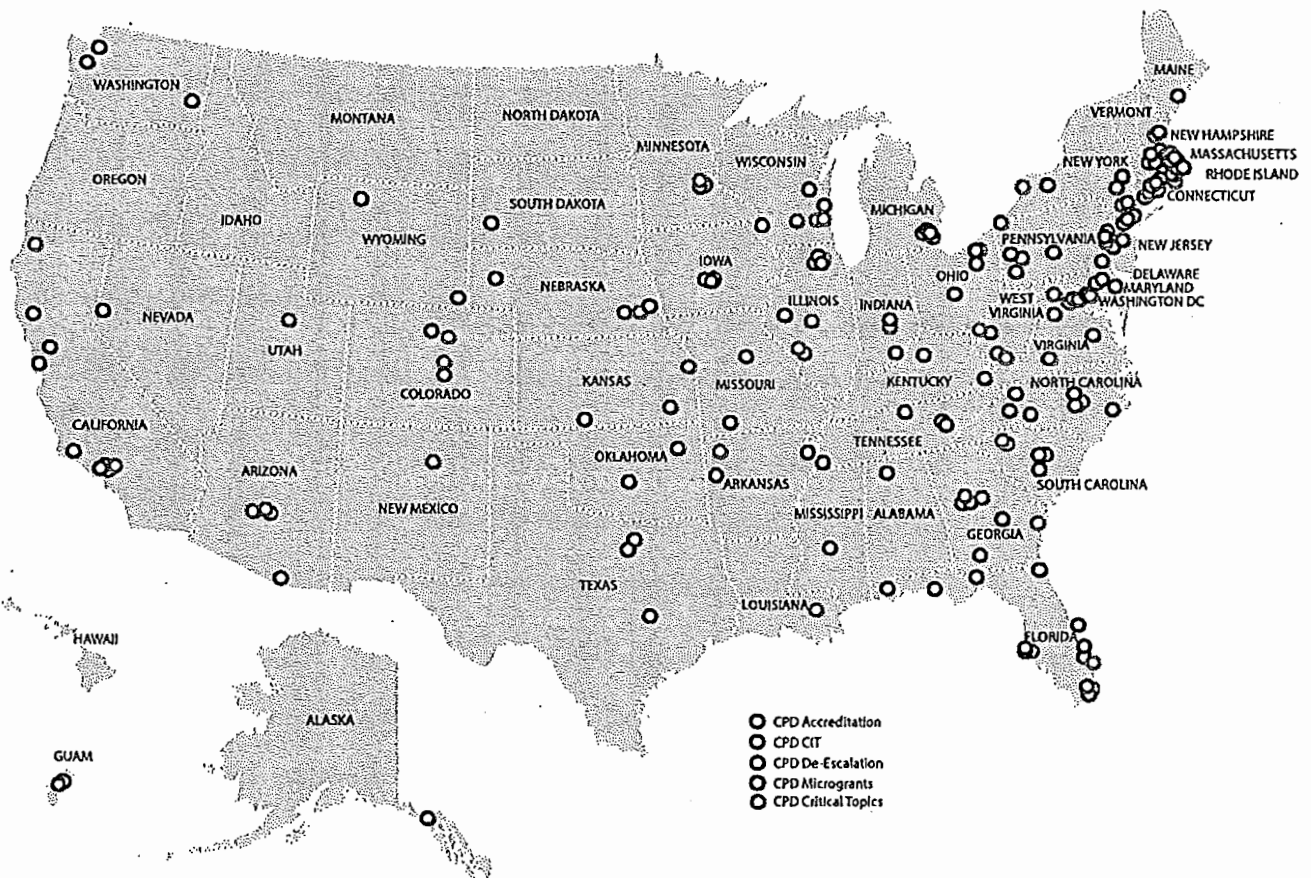 MAINE
WASHINGTON
VERMONT
MONTANA
NORTH DAKOTA
NEW HAMPSHIRE
MINNESOTA
MASSACHUSETTS
WISCONSIN
NEW YORK
RHODE ISLAND
OREGON
CONNECTICUT
SOUTH DAKOTA
MICHIGAN
IDAHO
WYOMING
PENNSYLVANIA
NEW JERSEY
IOWA
OHIO
DELAWARE
NEBRASKA
MARYLAND
ILLINOIS
INDIANA
WEST
VIRGINIA
WASHINGTON DC
NEVADA
UTAH
VIRGINIA
KANSAS
MISSOURI
KENTUCKY
NORTH CAROLINA
COLORADO
CALIFORNIA
TENNESSEE
OKLAHOMA
ARIZONA
ARKANSAS
SOUTH CAROLINA
NEW MEXICO
MISSISSIPPI
ALABAMA
GEORGIA
TEXAS
LOUISIANA
HAWAII
FLORIDA
ALASKA
GUAM
CPD Accreditation
CPD CIT
CPD De-Escalation
CPD Microgrants
CPD Critical Topics